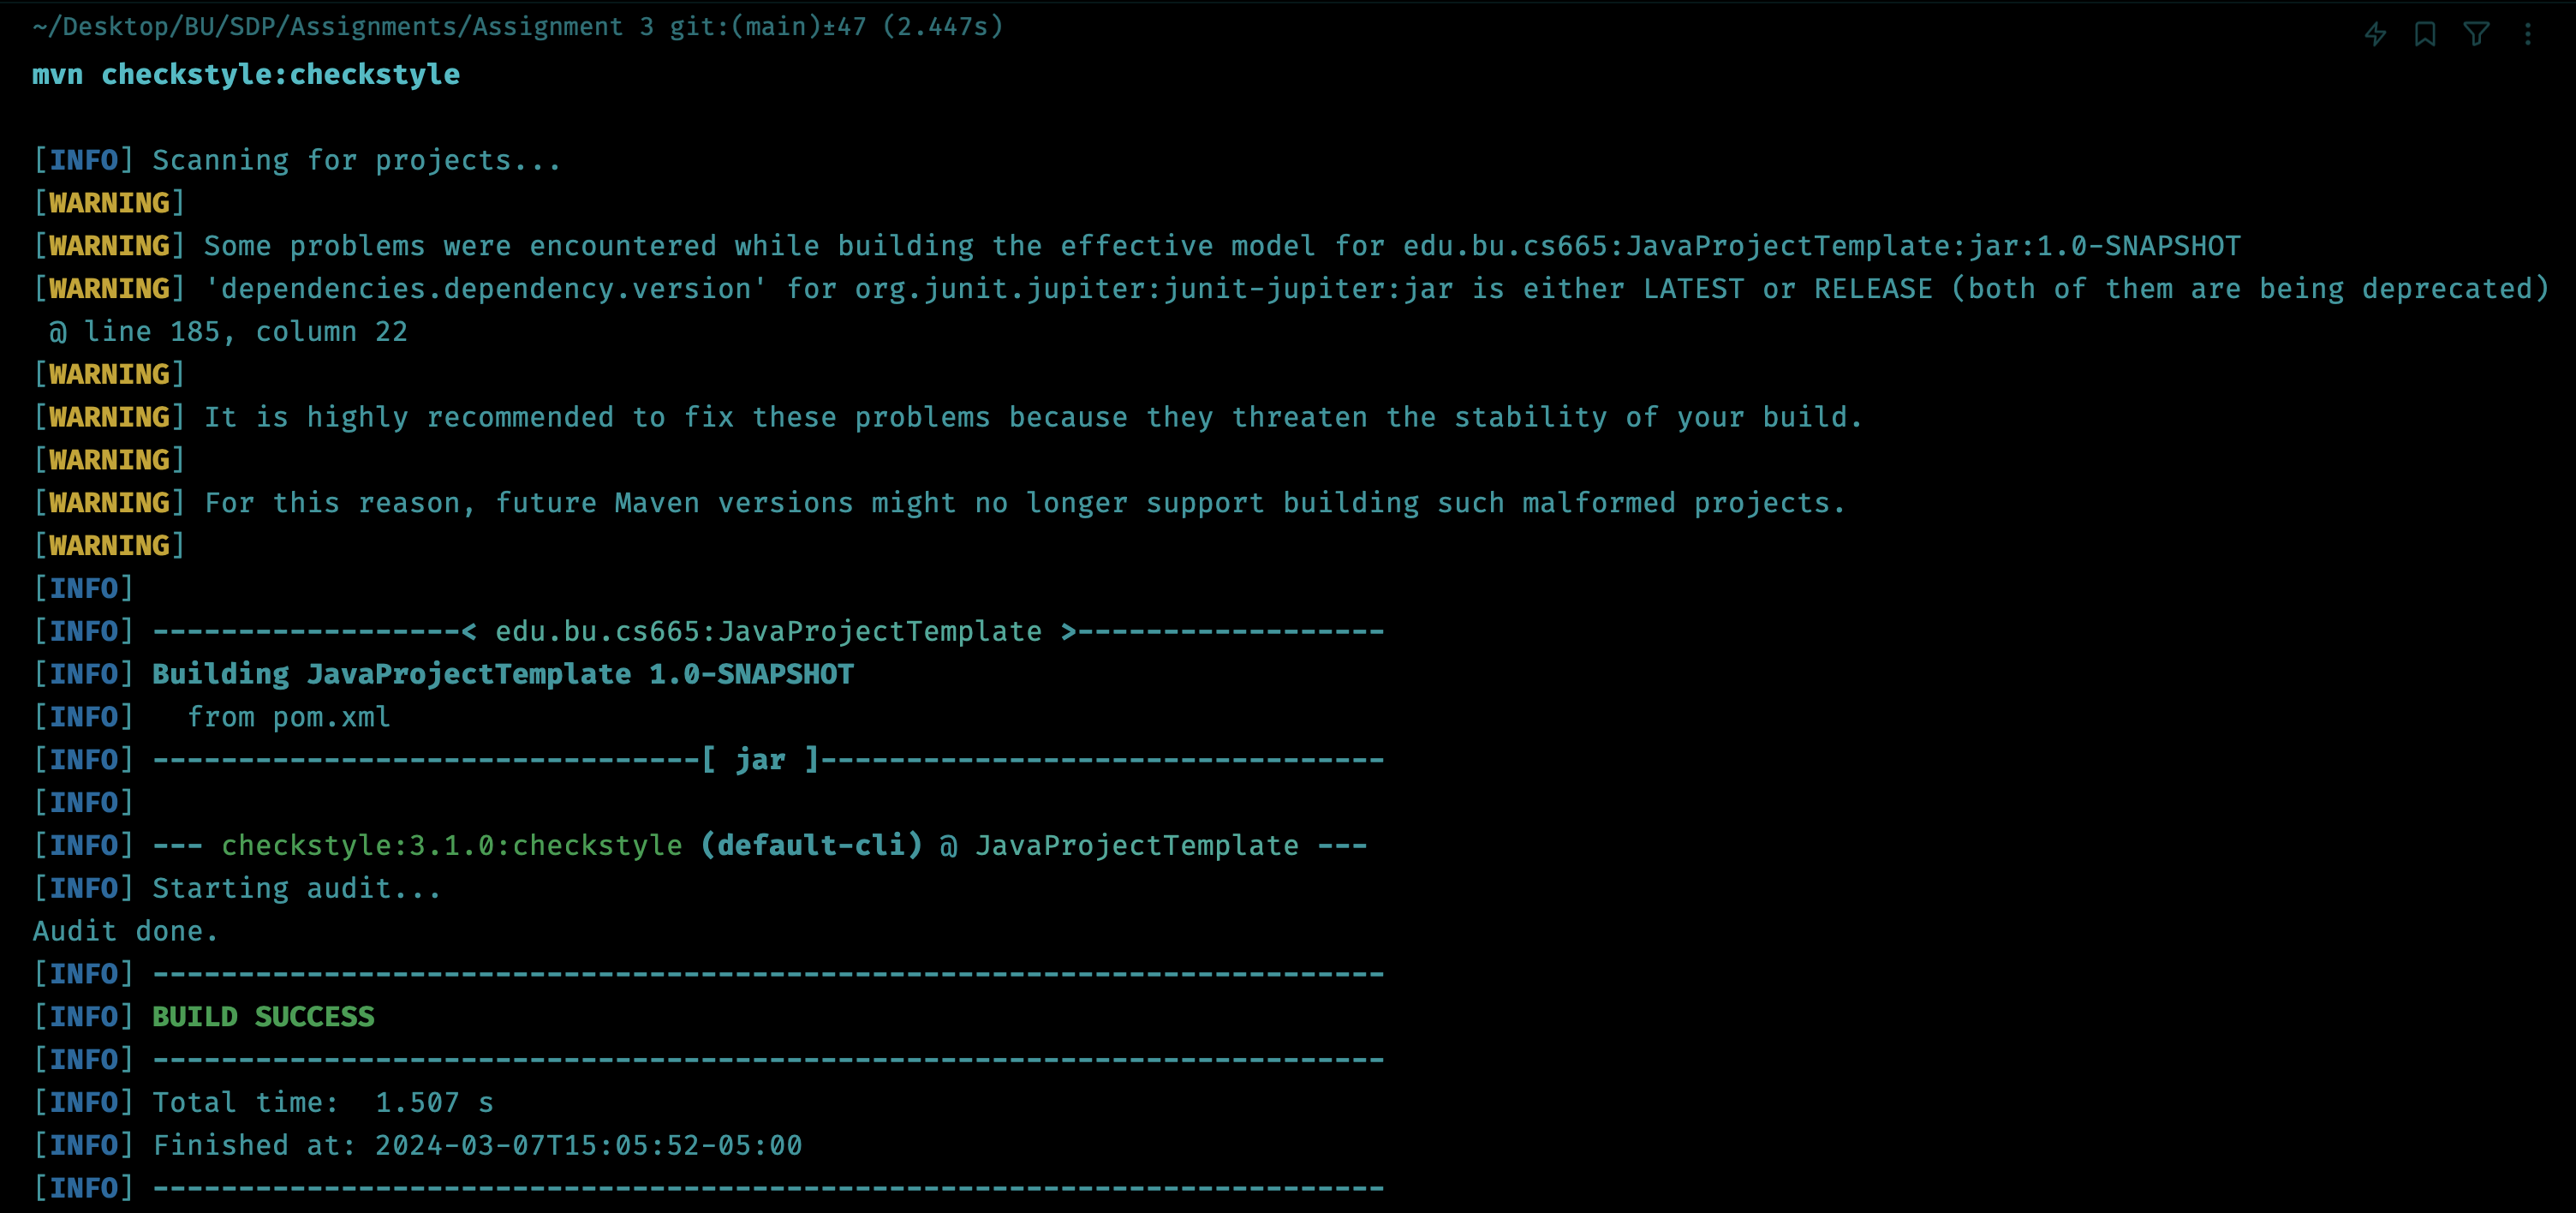 ~/Desktop/BU/SDP/Assignments/Assignment 3 git:(main)±47 (2.447s)
mvn checkstyle:checkstyle
[INFO] Scanning for projects...
[WARNING]
[WARNING] Some problems were encountered while building the effective model for edu.bu.cs665:JavaProjectTemplate:jar:1.0-SNAPSHOT
[WARNING] 'dependencies.dependency.version' for org.junit.jupiter:junit-jupiter:jar is either LATEST or RELEASE (both of them are being deprecated)
 @ line 185, column 22
[WARNING]
[WARNING] It is highly recommended to fix these problems because they threaten the stability of your build.
[WARNING]
[WARNING] For this reason, future Maven versions might no longer support building such malformed projects.
[WARNING]
[INFO]
[INFO] ------------------< edu.bu.cs665:JavaProjectTemplate >------------------
[INFO] Building JavaProjectTemplate 1.0-SNAPSHOT
[INFO]   from pom.xml
[INFO] --------------------------------[ jar ]---------------------------------
[INFO]
[INFO] --- checkstyle:3.1.0:checkstyle (default-cli) @ JavaProjectTemplate ---
[INFO] Starting audit...
Audit done.
[INFO] ------------------------------------------------------------------------
[INFO] BUILD SUCCESS
[INFO] ------------------------------------------------------------------------
[INFO] Total time:  1.507 s
[INFO] Finished at: 2024-03-07T15:05:52-05:00
[INFO] ------------------------------------------------------------------------